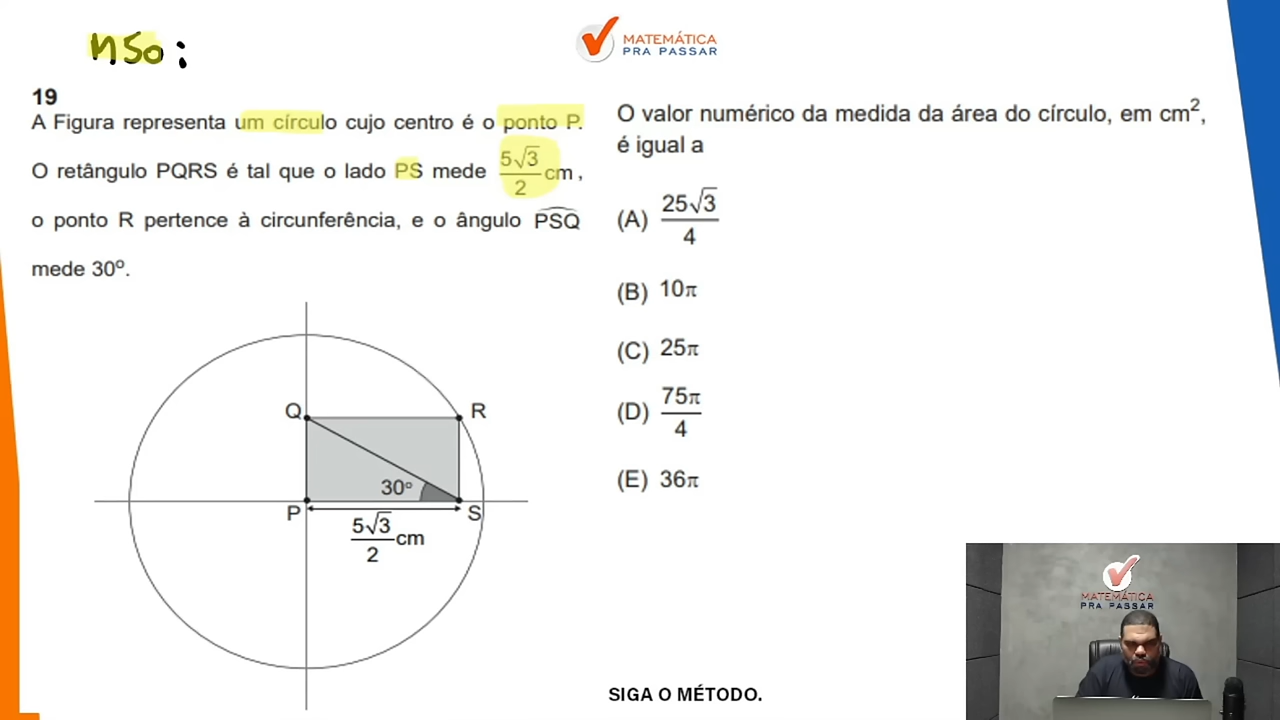 nso:
MATEMÁTICA
PRA PASSAR
19
A Figura representa um círculo cujo centro é o ponto P.
O retângulo PQRS é tal que o lado PS mede 5√3/2 cm,
o ponto R pertence à circunferência, e o ângulo PSQ
mede 30º.
Q
R
30º
P
S
5√3/2 cm
O valor numérico da medida da área do círculo, em cm²,
é igual a
(A) 25√3/4
(B) 10π
(C) 25π
(D) 75π/4
(E) 36π
MATEMÁTICA
PRA PASSAR
SIGA O MÉTODO.